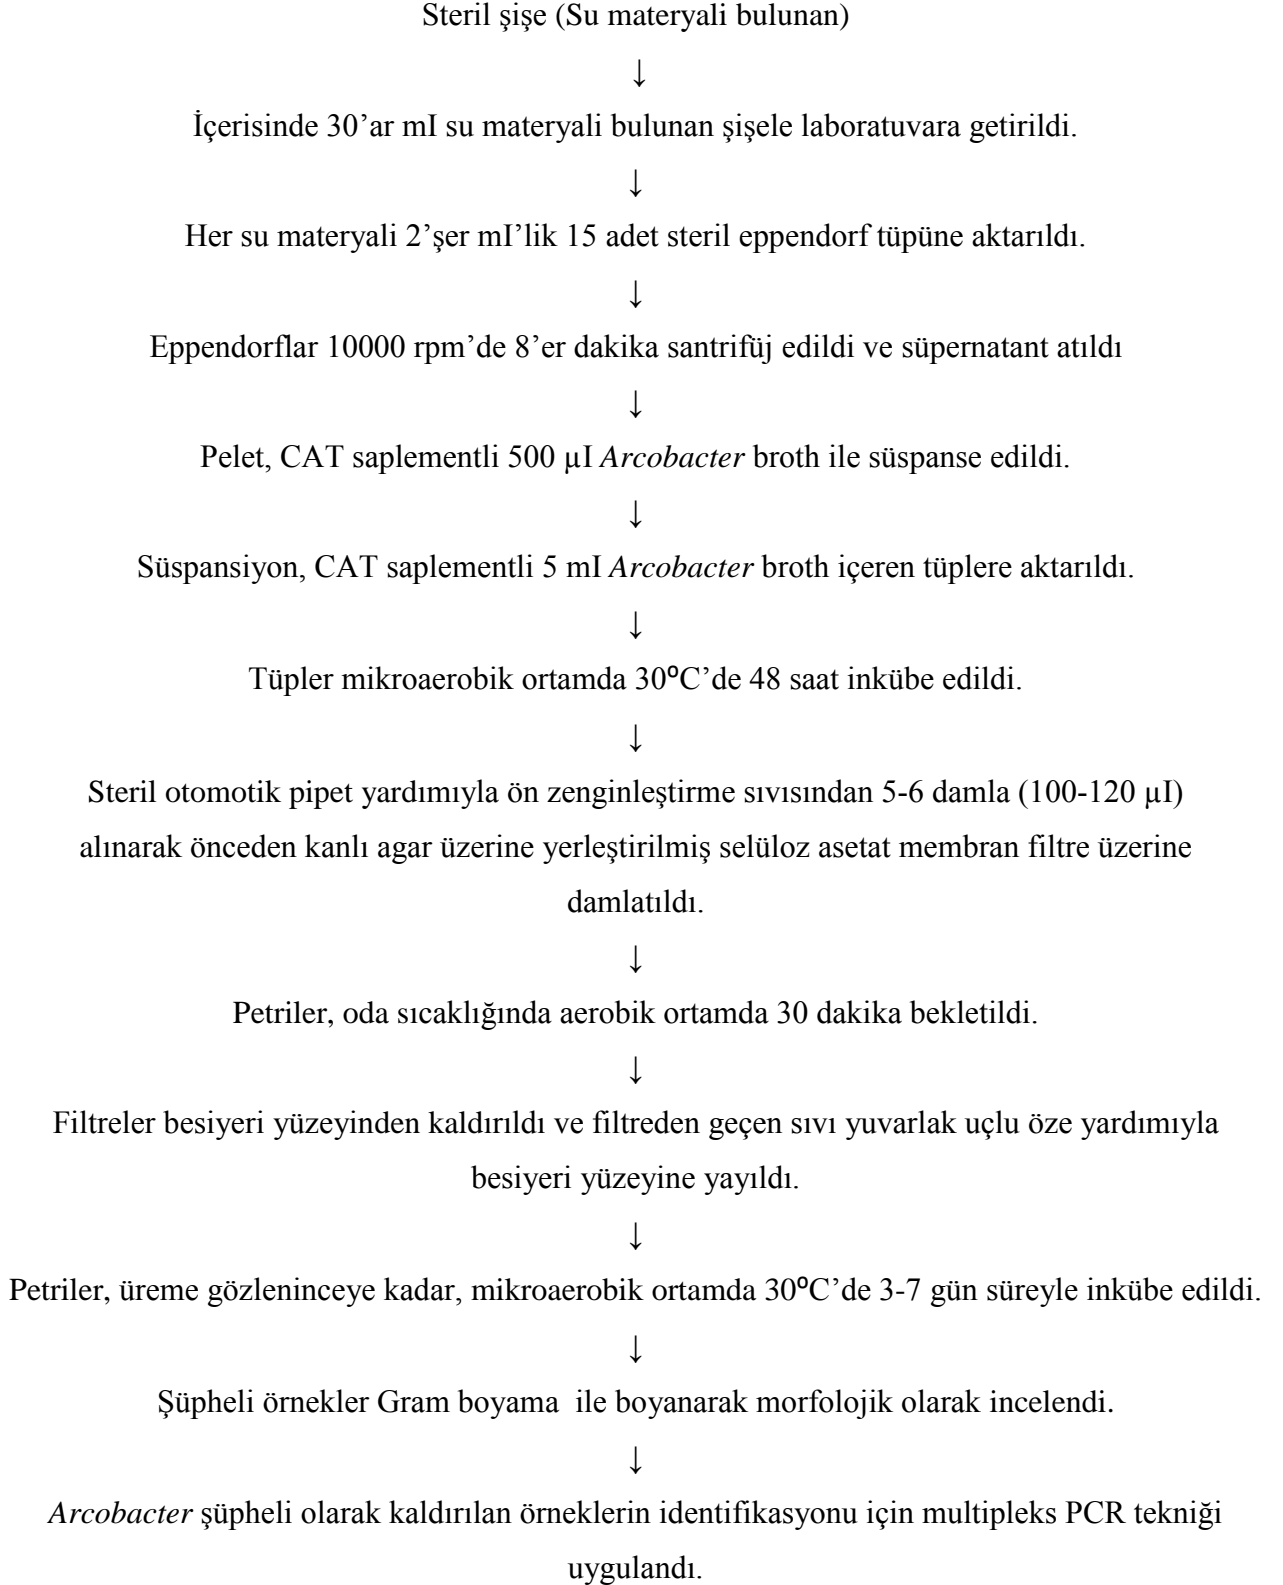 Steril şişe (Su materyali bulunan)
↓
İçerisinde 30’ar mI su materyali bulunan şişele laboratuvara getirildi.
↓
Her su materyali 2’şer mI’lik 15 adet steril eppendorf tüpüne aktarıldı.
↓
Eppendorflar 10000 rpm’de 8’er dakika santrifüj edildi ve süpernatant atıldı
↓
Pelet, CAT saplementli 500 µI Arcobacter broth ile süspanse edildi.
↓
Süspansiyon, CAT saplementli 5 mI Arcobacter broth içeren tüplere aktarıldı.
↓
Tüpler mikroaerobik ortamda 30⁰C’de 48 saat inkübe edildi.
↓
Steril otomotik pipet yardımıyla ön zenginleştirme sıvısından 5-6 damla (100-120 µI)
alınarak önceden kanlı agar üzerine yerleştirilmiş selüloz asetat membran filtre üzerine
damlatıldı.
↓
Petriler, oda sıcaklığında aerobik ortamda 30 dakika bekletildi.
↓
Filtreler besiyeri yüzeyinden kaldırıldı ve filtreden geçen sıvı yuvarlak uçlu öze yardımıyla
besiyeri yüzeyine yayıldı.
↓
Petriler, üreme gözleninceye kadar, mikroaerobik ortamda 30⁰C’de 3-7 gün süreyle inkübe edildi.
↓
Şüpheli örnekler Gram boyama  ile boyanarak morfolojik olarak incelendi.
↓
Arcobacter şüpheli olarak kaldırılan örneklerin identifikasyonu için multipleks PCR tekniği
uygulandı.